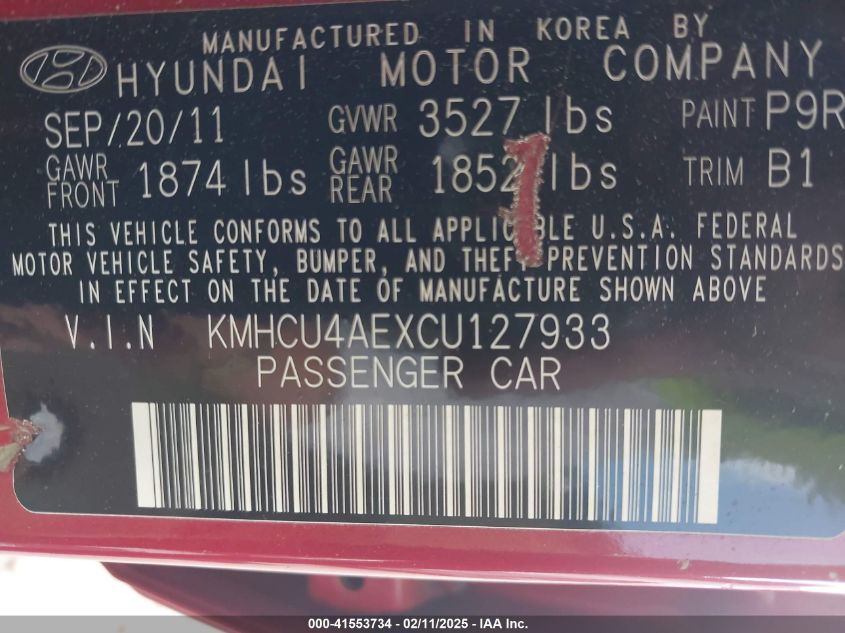 MANUFACTURED IN KOREA BY
HYUNDAI MOTOR COMPANY
SEP/20/11 GVWR 3527 lbs PAINT P9R
GAWR FRONT 1874 lbs GAWR REAR 1852 lbs TRIM B1
THIS VEHICLE CONFORMS TO ALL APPLICABLE U.S.A. FEDERAL
MOTOR VEHICLE SAFETY, BUMPER, AND THEFT PREVENTION STANDARDS
IN EFFECT ON THE DATE OF MANUFACTURE SHOWN ABOVE
V.I.N KMHCU4AEXCU127933
PASSENGER CAR
000-41553734 - 02/11/2025 - IAA Inc.